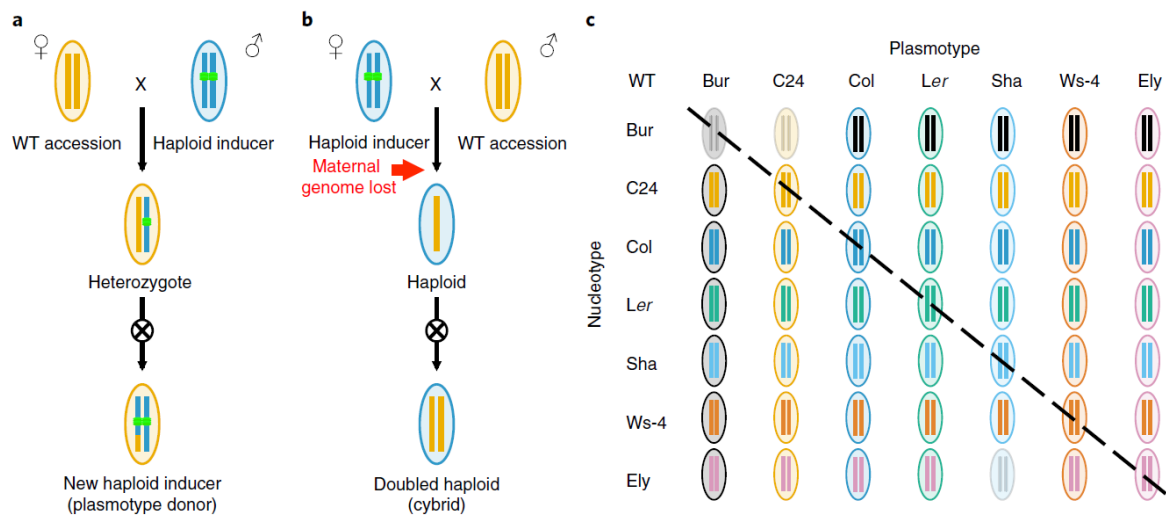 a
♀ ♂
X
WT accession Haploid inducer
Heterozygote
New haploid inducer
(plasmotype donor)
b
♀ ♂
X
Haploid inducer WT accession
Maternal
genome lost
Haploid
Doubled haploid
(cybrid)
c
Plasmotype
WT Bur C24 Col Ler Sha Ws-4 Ely
Nudeotype
Bur
C24
Col
Ler
Sha
Ws-4
Ely